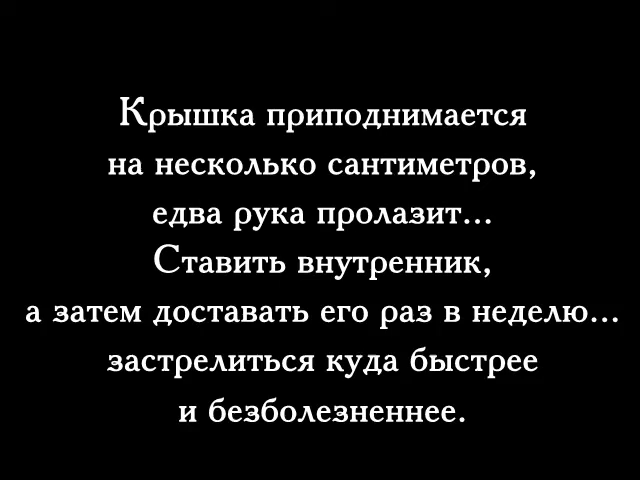 Крышка приподнимается
на несколько сантиметров,
едва рука пролазит...
Ставить внутренник,
а затем доставать его раз в неделю...
застрелиться куда быстрее
и безболезненнее.